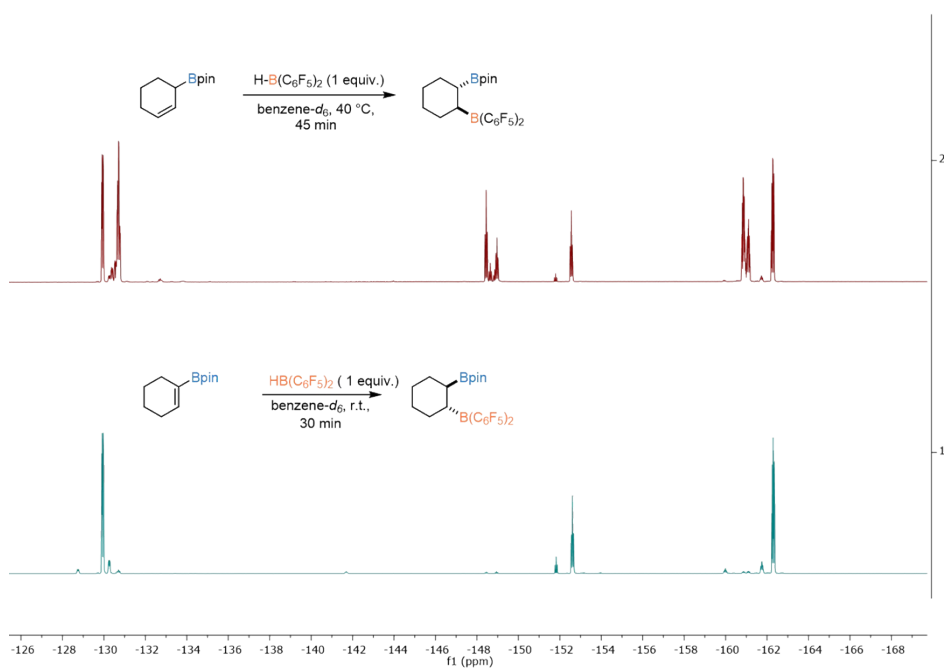 Bpin
H-B(C₆F₅)₂ (1 equiv.)
benzene-d₆, 40 °C,
45 min
Bpin
B(C₆F₅)₂
2
Bpin
HB(C₆F₅)₂ ( 1 equiv.)
benzene-d₆, r.t.,
30 min
Bpin
B(C₆F₅)₂
1
-126 -128 -130 -132 -134 -136 -138 -140 -142 -144 -146 -148 -150 -152 -154 -156 -158 -160 -162 -164 -166 -168
f1 (ppm)